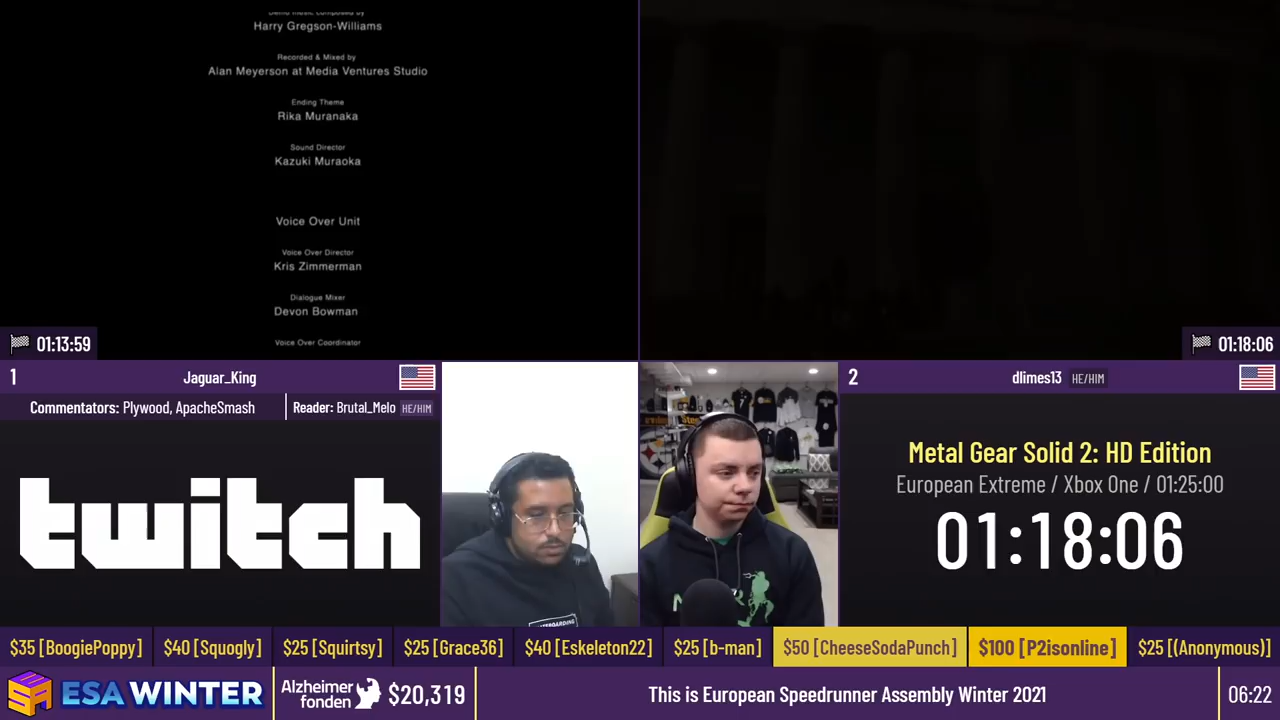 Demo music composed by
Harry Gregson-Williams
Recorded & Mixed by
Alan Meyerson at Media Ventures Studio
Ending Theme
Rika Muranaka
Sound Director
Kazuki Muraoka
Voice Over Unit
Voice Over Director
Kris Zimmerman
Dialogue Mixer
Devon Bowman
Voice Over Coordinator
01:13:59
01:18:06
1
Jaguar_King
2
dlimes13 HE/HIM
Commentators: Plywood, ApacheSmash
Reader: Brutal_Melo HE/HIM
twitch
Metal Gear Solid 2: HD Edition
European Extreme / Xbox One / 01:25:00
01:18:06
$35 [BoogiePoppy]
$40 [Squogly]
$25 [Squirtsy]
$25 [Grace36]
$40 [Eskeleton22]
$25 [b-man]
$50 [CheeseSodaPunch]
$100 [P2isonline]
$25 [(Anonymous)]
ESA WINTER
Alzheimer
fonden
$20,319
This is European Speedrunner Assembly Winter 2021
06:22